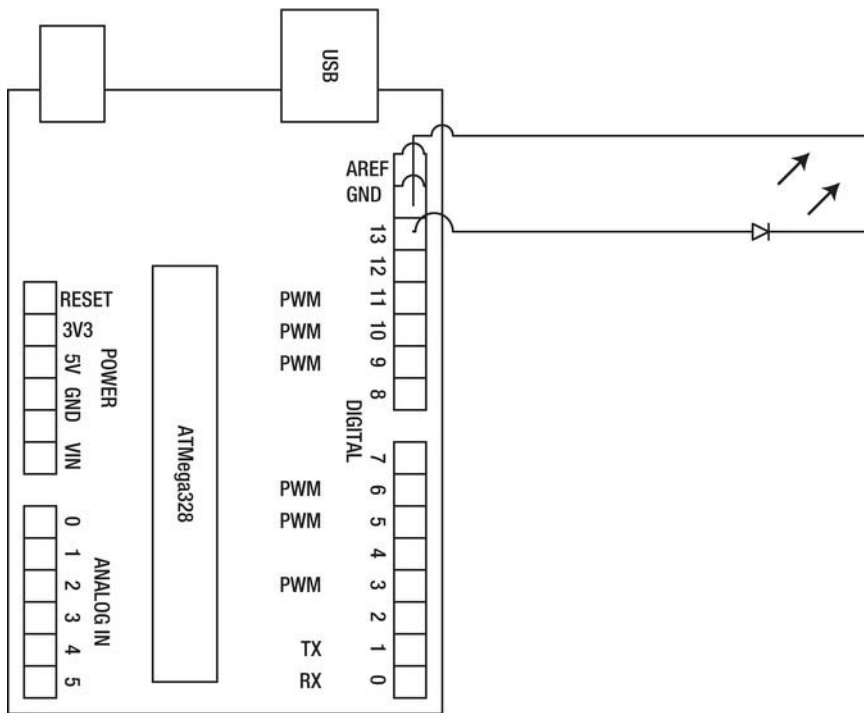 USB
AREF
GND
13
12
PWM 11
PWM 10
PWM 9
8
DIGITAL
7
PWM 6
PWM 5
4
PWM 3
2
TX 1
RX 0
ATMega328
RESET
3V3
5V
GND
VIN
POWER
0
1
2
3
4
5
ANALOG IN